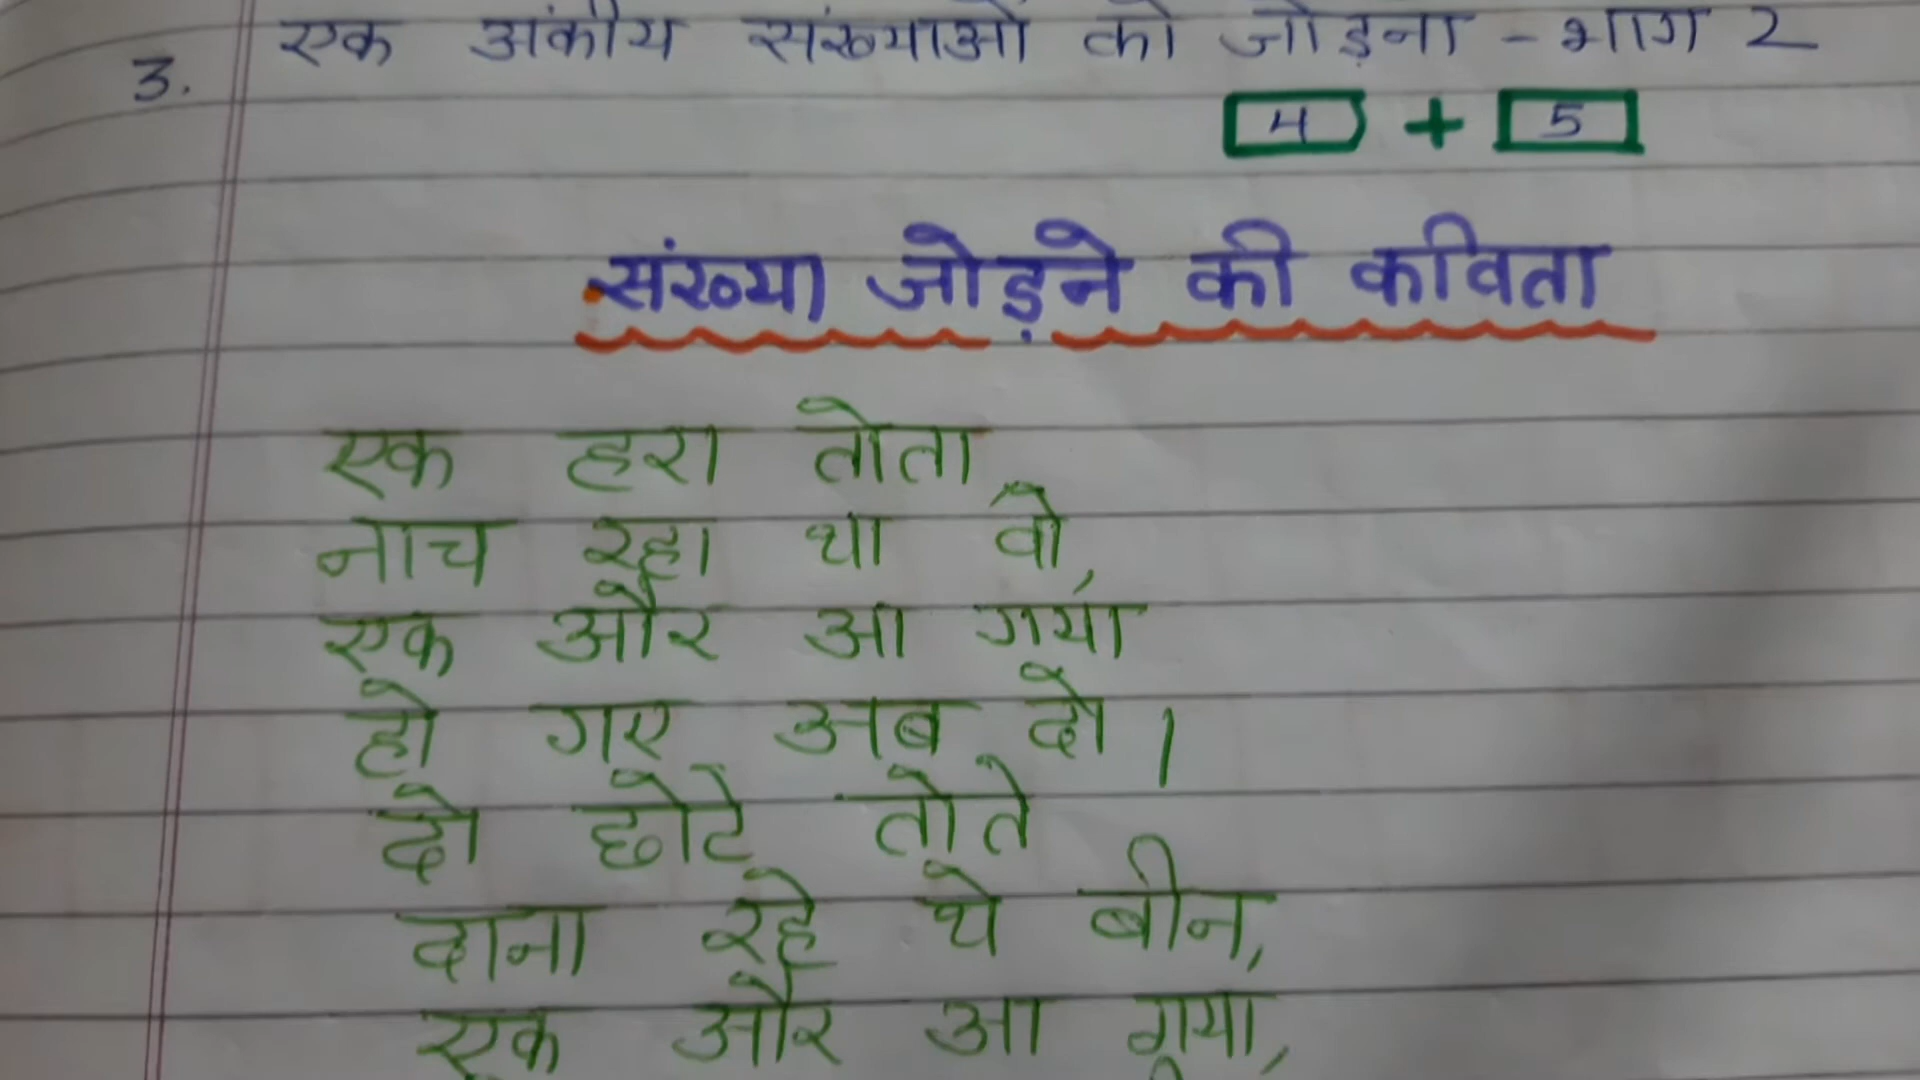 3. एक अंकीय संख्याओं को जोड़ना - भाग 2
4 + 5
संख्या जोड़ने की कविता
एक हरा तोता
नाच रहा था वो,
एक और आ गया
हो गए अब दो ।
दो छोटे तोते
दाना रहे थे बीन,
एक और आ गया,